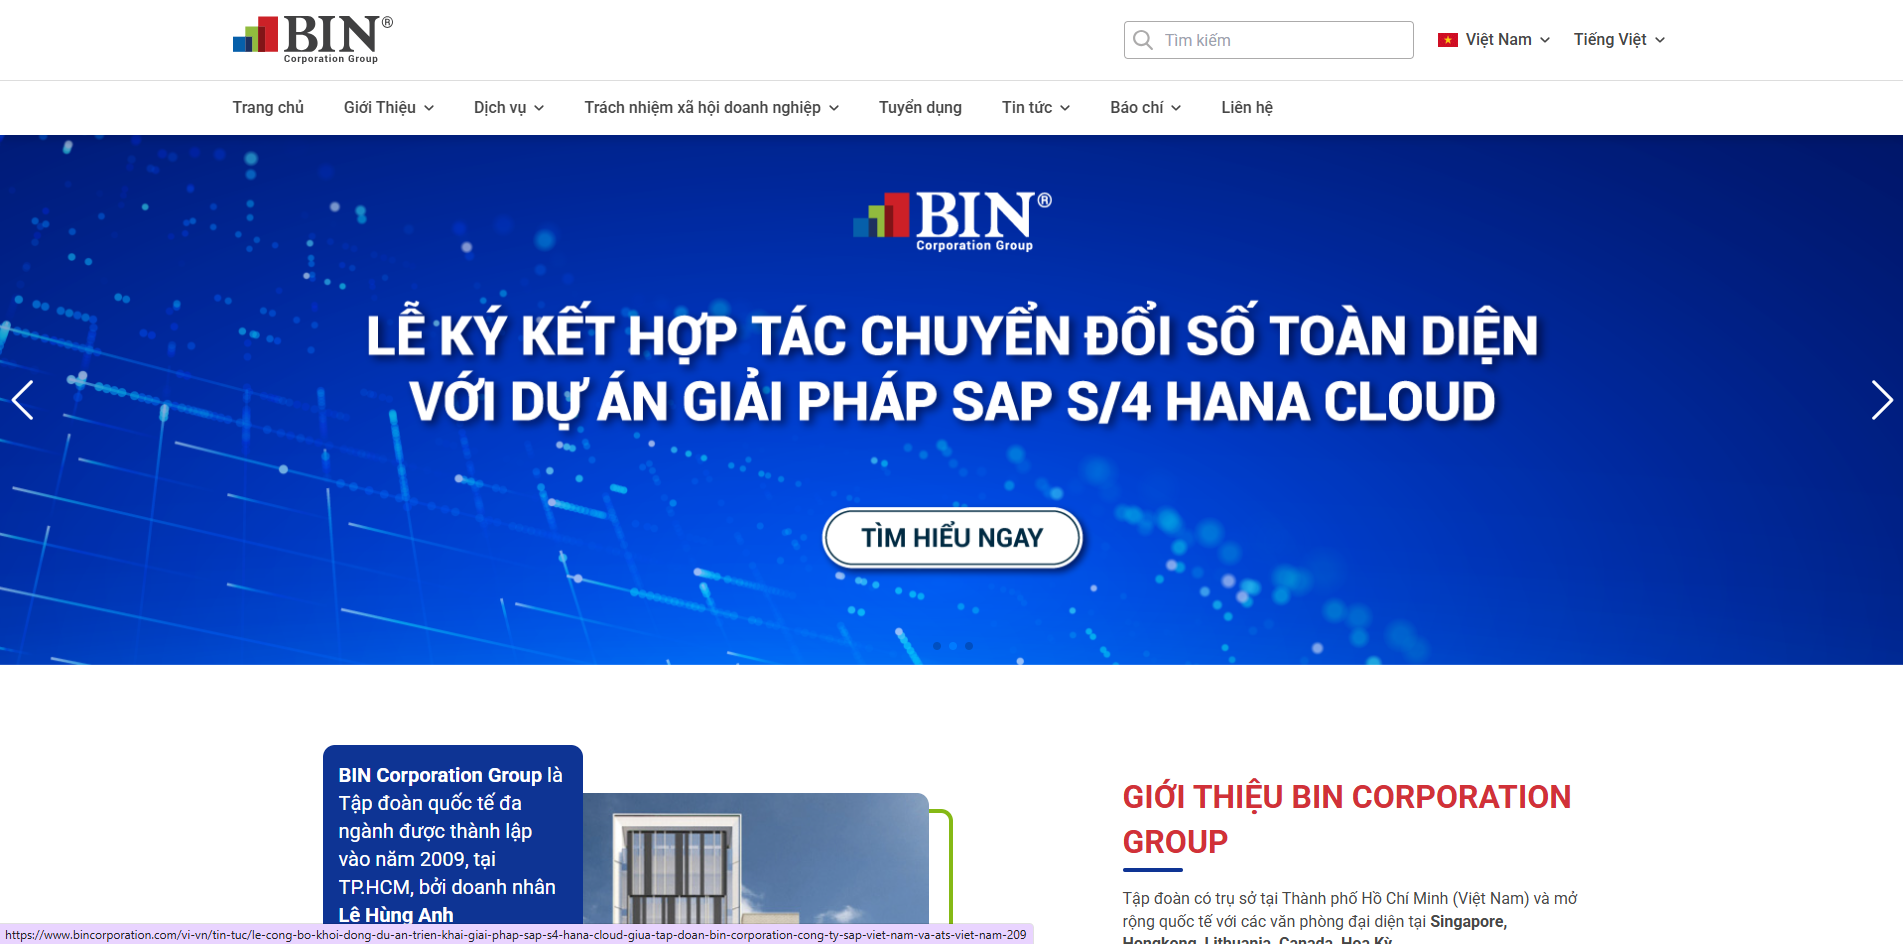 BIN®
Corporation Group
Tìm kiếm
Việt Nam
Tiếng Việt
Trang chủ
Giới Thiệu
Dịch vụ
Trách nhiệm xã hội doanh nghiệp
Tuyển dụng
Tin tức
Báo chí
Liên hệ
BIN®
Corporation Group
LỄ KÝ KẾT HỢP TÁC CHUYỂN ĐỔI SỐ TOÀN DIỆN
VỚI DỰ ÁN GIẢI PHÁP SAP S/4 HANA CLOUD
TÌM HIỂU NGAY
BIN Corporation Group là
Tập đoàn quốc tế đa
ngành được thành lập
vào năm 2009, tại
TP.HCM, bởi doanh nhân
Lê Hùng Anh
GIỚI THIỆU BIN CORPORATION
GROUP
Tập đoàn có trụ sở tại Thành phố Hồ Chí Minh (Việt Nam) và mở
rộng quốc tế với các văn phòng đại diện tại Singapore,
Hongkong, Lithuania, Canada, Hoa Kỳ
https://www.bincorporation.com/vi-vn/tin-tuc/le-cong-bo-khoi-dong-du-an-trien-khai-giai-phap-sap-s4-hana-cloud-giua-tap-doan-bin-corporation-cong-ty-sap-viet-nam-va-ats-viet-nam-209